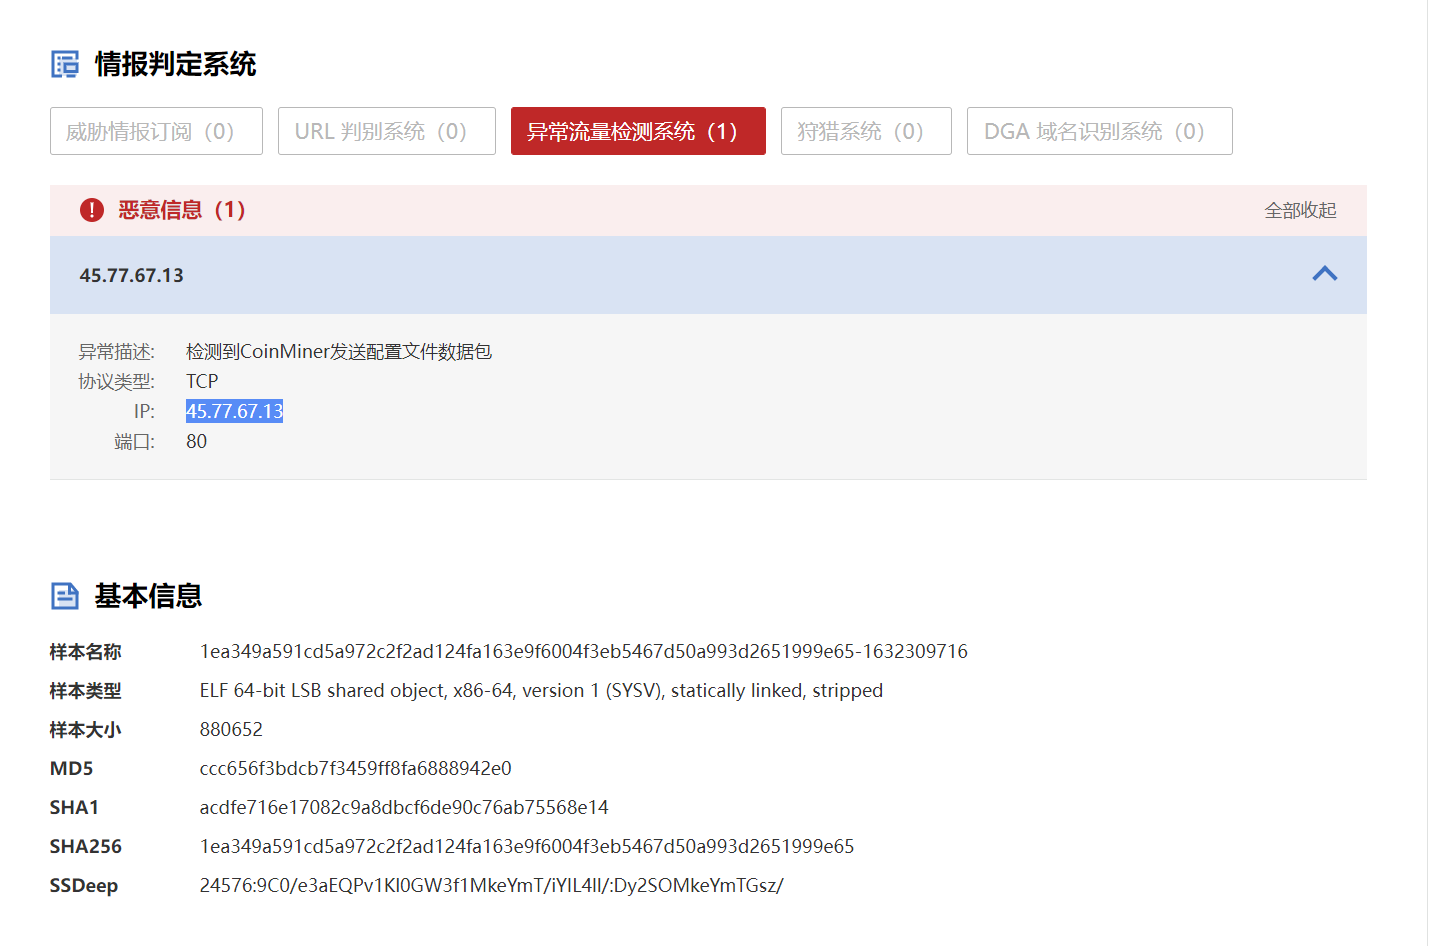 情报判定系统
威胁情报订阅（0） URL 判别系统（0） 异常流量检测系统（1） 狩猎系统（0） DGA 域名识别系统（0）
恶意信息（1） 全部收起
45.77.67.13
异常描述: 检测到CoinMiner发送配置文件数据包
协议类型: TCP
IP: 45.77.67.13
端口: 80
基本信息
样本名称 1ea349a591cd5a972c2f2ad124fa163e9f6004f3eb5467d50a993d2651999e65-1632309716
样本类型 ELF 64-bit LSB shared object, x86-64, version 1 (SYSV), statically linked, stripped
样本大小 880652
MD5 ccc656f3bdcb7f3459ff8fa6888942e0
SHA1 acdfe716e17082c9a8dbcf6de90c76ab75568e14
SHA256 1ea349a591cd5a972c2f2ad124fa163e9f6004f3eb5467d50a993d2651999e65
SSDeep 24576:9C0/e3aEQPv1Kl0GW3f1MkeYmT/iYIL4ll/:Dy2SOMkeYmTGsz/